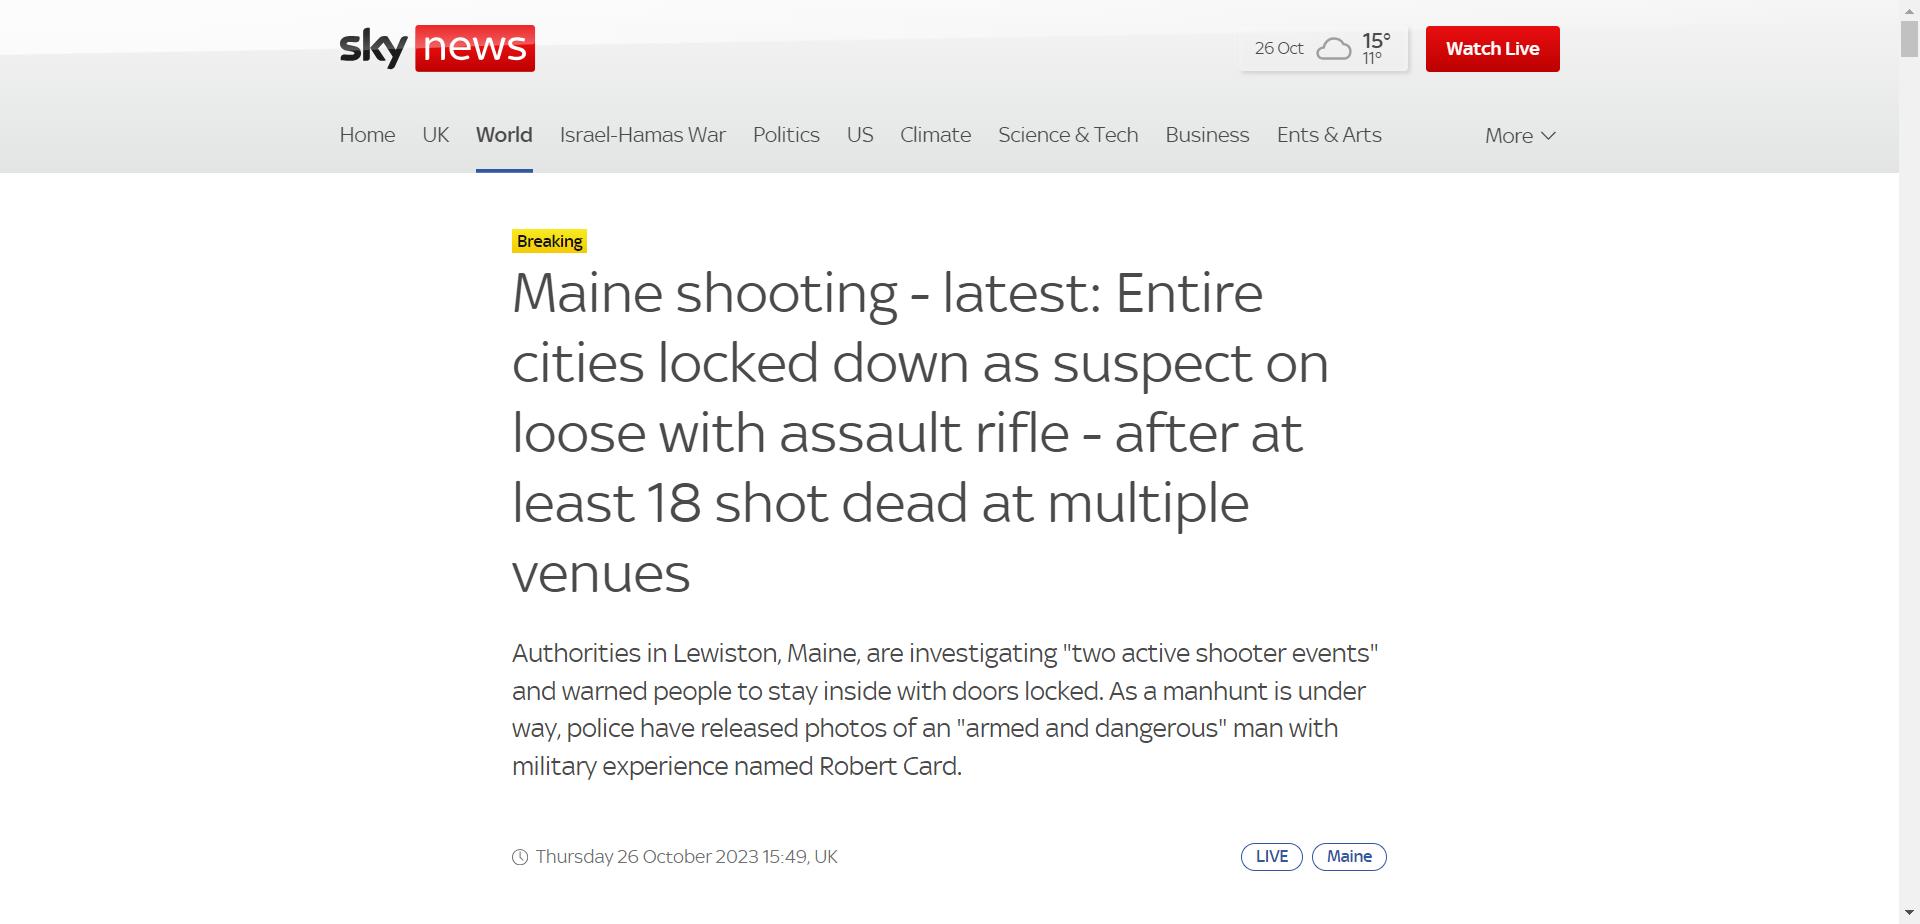 sky news
26 Oct 15° 11°
Watch Live
Home UK World Israel-Hamas War Politics US Climate Science & Tech Business Ents & Arts More
Breaking
Maine shooting - latest: Entire
cities locked down as suspect on
loose with assault rifle - after at
least 18 shot dead at multiple
venues
Authorities in Lewiston, Maine, are investigating "two active shooter events"
and warned people to stay inside with doors locked. As a manhunt is under
way, police have released photos of an "armed and dangerous" man with
military experience named Robert Card.
Thursday 26 October 2023 15:49, UK
LIVE Maine